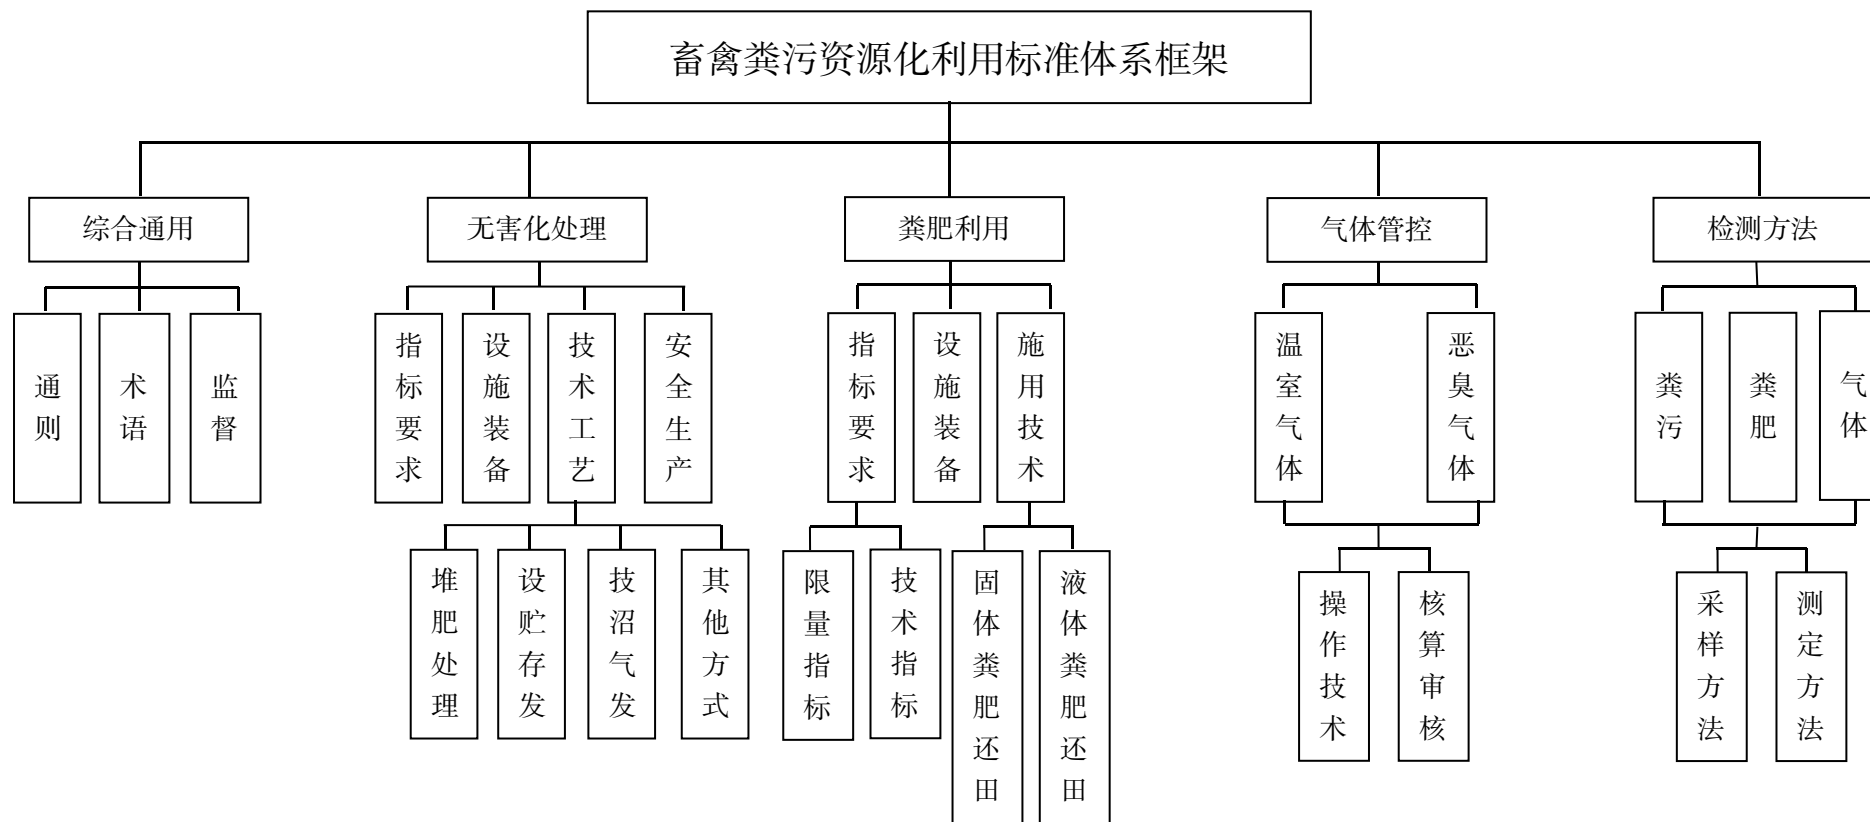 畜禽粪污资源化利用标准体系框架
综合通用
无害化处理
粪肥利用
气体管控
检测方法
通则
术语
监督
指标要求
设施装备
技术工艺
安全生产
指标要求
设施装备
施用技术
温室气体
恶臭气体
粪污
粪肥
气体
堆肥处理
设贮存发
技沼气发
其他方式
限量指标
技术指标
固体粪肥还田
液体粪肥还田
操作技术
核算审核
采样方法
测定方法